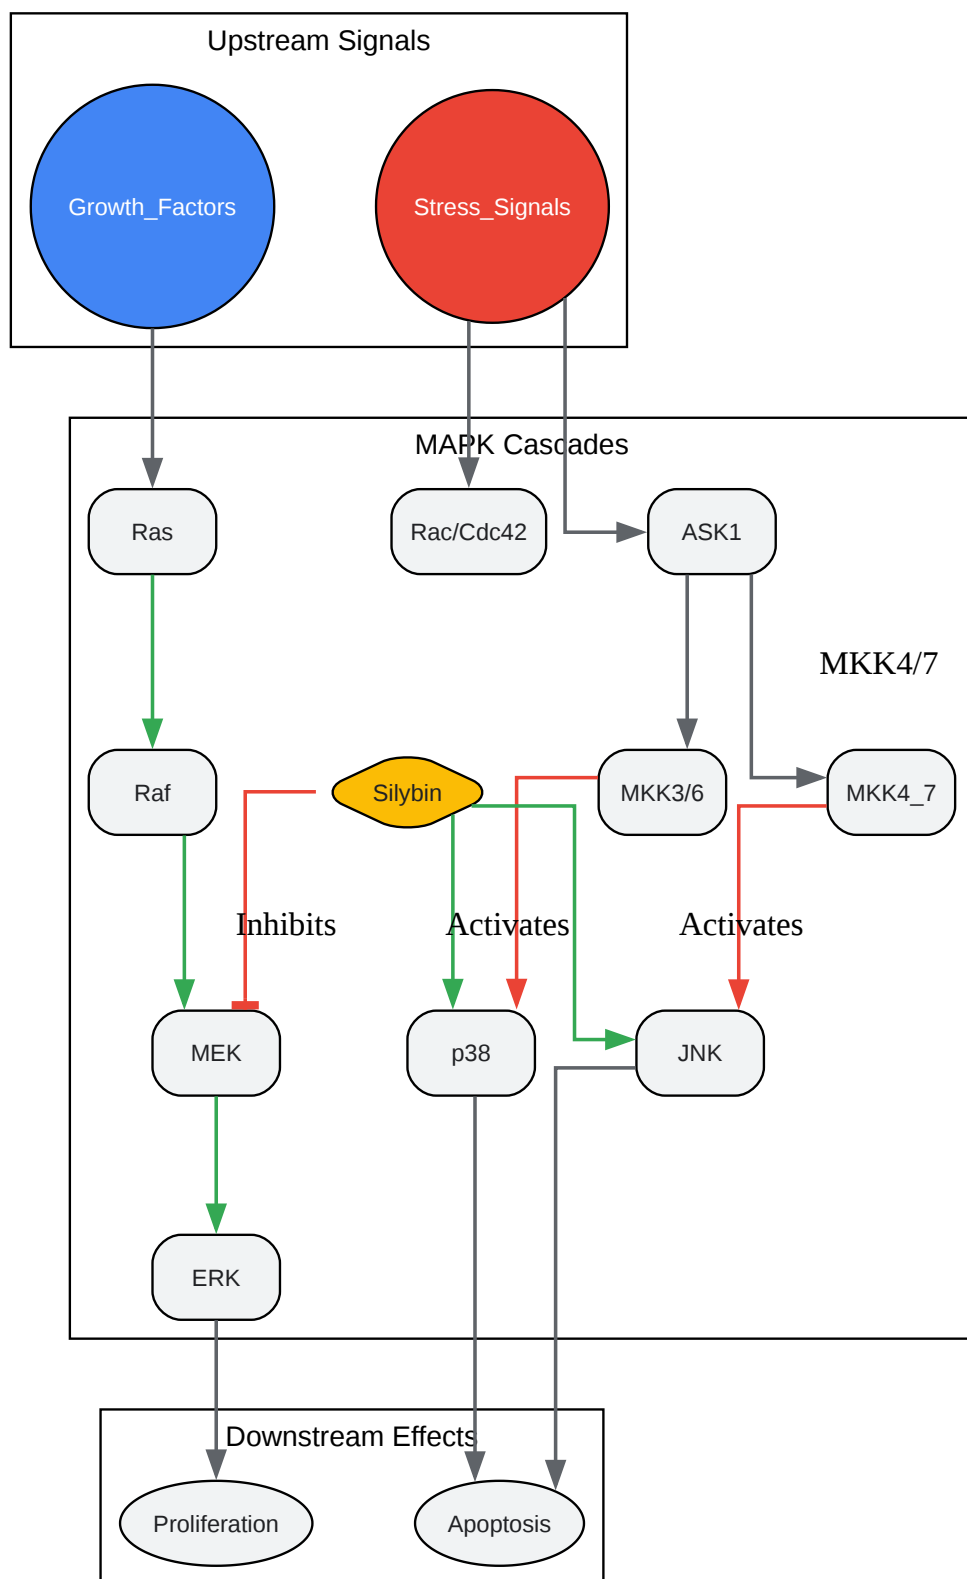 Upstream Signals
Growth_Factors
Stress_Signals
MAPK Cascades
Ras
Rac/Cdc42
ASK1
MKK4/7
Raf
Silybin
MKK3/6
MKK4_7
Inhibits
Activates
Activates
MEK
p38
JNK
ERK
Downstream Effects
Proliferation
Apoptosis